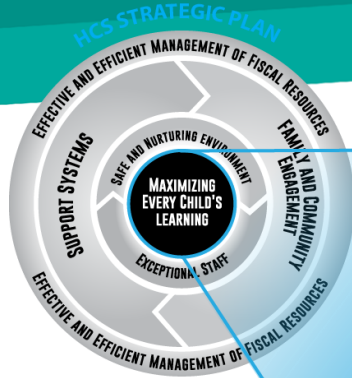 HCS STRATEGIC PLAN
EFFECTIVE AND EFFICIENT MANAGEMENT OF FISCAL RESOURCES
SUPPORT SYSTEMS
SAFE AND NURTURING ENVIRONMENT
FAMILY AND COMMUNITY
ENGAGEMENT
MAXIMIZING
EVERY CHILD'S
LEARNING
EXCEPTIONAL STAFF
EFFECTIVE AND EFFICIENT MANAGEMENT OF FISCAL RESOURCES